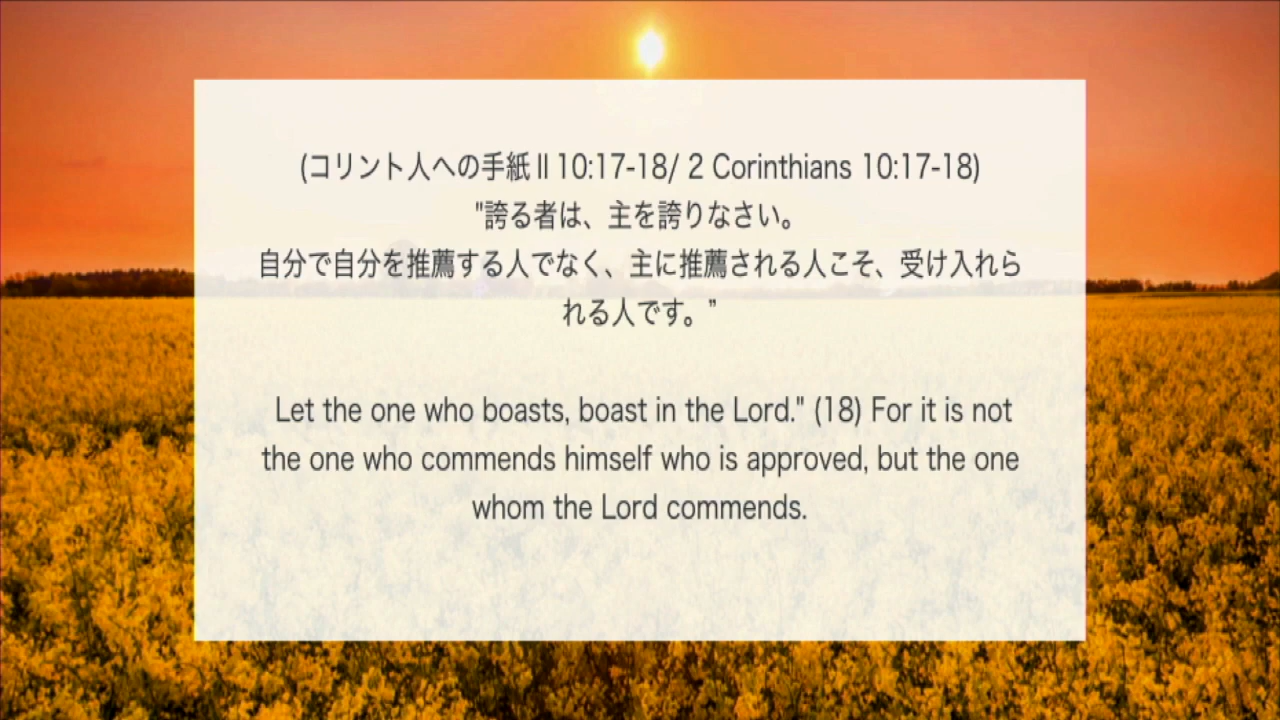 (コリント人への手紙Ⅱ 10:17-18/ 2 Corinthians 10:17-18)
"誇る者は、主を誇りなさい。
自分で自分を推薦する人でなく、主に推薦される人こそ、受け入れら
れる人です。”
Let the one who boasts, boast in the Lord." (18) For it is not
the one who commends himself who is approved, but the one
whom the Lord commends.